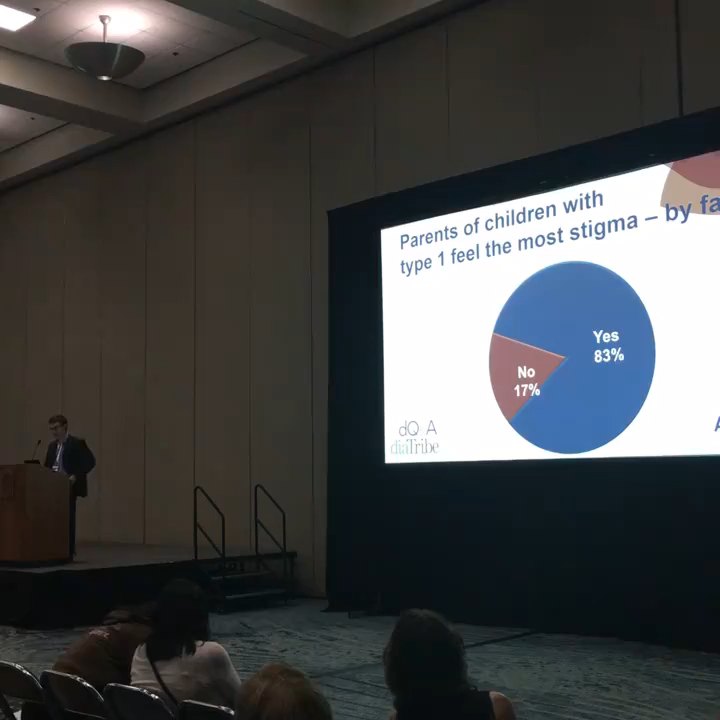 Parents of children with
type 1 feel the most stigma – by fa
Yes
83%
No
17%
dQ&A
diaTribe
A